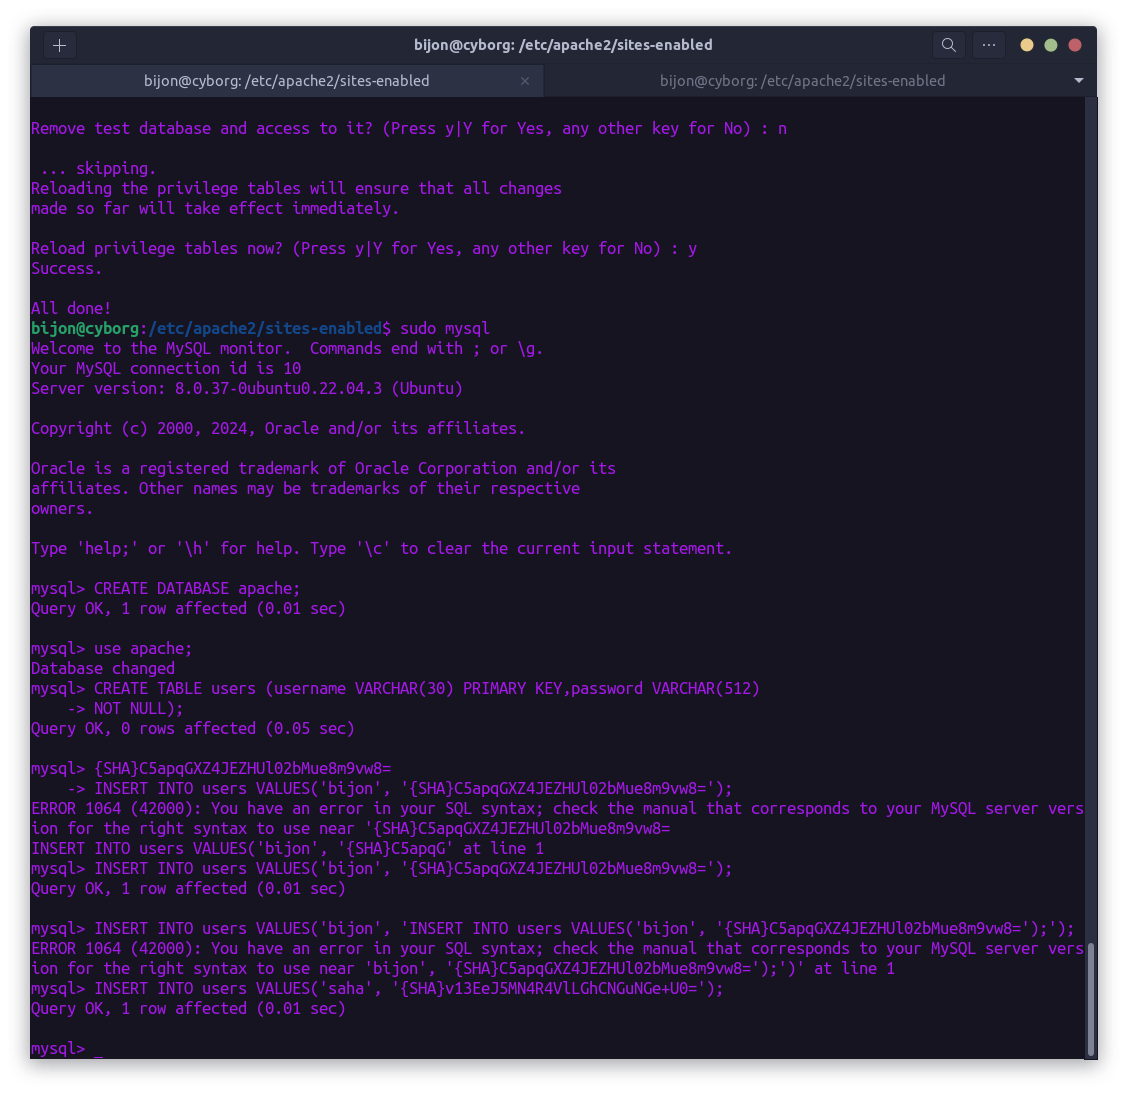 bijon@cyborg: /etc/apache2/sites-enabled
bijon@cyborg: /etc/apache2/sites-enabled
bijon@cyborg: /etc/apache2/sites-enabled
Remove test database and access to it? (Press y|Y for Yes, any other key for No) : n
... skipping.
Reloading the privilege tables will ensure that all changes
made so far will take effect immediately.
Reload privilege tables now? (Press y|Y for Yes, any other key for No) : y
Success.
All done!
bijon@cyborg:/etc/apache2/sites-enabled$ sudo mysql
Welcome to the MySQL monitor.  Commands end with ; or \g.
Your MySQL connection id is 10
Server version: 8.0.37-0ubuntu0.22.04.3 (Ubuntu)
Copyright (c) 2000, 2024, Oracle and/or its affiliates.
Oracle is a registered trademark of Oracle Corporation and/or its
affiliates. Other names may be trademarks of their respective
owners.
Type 'help;' or '\h' for help. Type '\c' to clear the current input statement.
mysql> CREATE DATABASE apache;
Query OK, 1 row affected (0.01 sec)
mysql> use apache;
Database changed
mysql> CREATE TABLE users (username VARCHAR(30) PRIMARY KEY,password VARCHAR(512)
    -> NOT NULL);
Query OK, 0 rows affected (0.05 sec)
mysql> {SHA}C5apqGXZ4JEZHUl02bMue8m9vw8=
    -> INSERT INTO users VALUES('bijon', '{SHA}C5apqGXZ4JEZHUl02bMue8m9vw8=');
ERROR 1064 (42000): You have an error in your SQL syntax; check the manual that corresponds to your MySQL server vers
ion for the right syntax to use near '{SHA}C5apqGXZ4JEZHUl02bMue8m9vw8=
INSERT INTO users VALUES('bijon', '{SHA}C5apqG' at line 1
mysql> INSERT INTO users VALUES('bijon', '{SHA}C5apqGXZ4JEZHUl02bMue8m9vw8=');
Query OK, 1 row affected (0.01 sec)
mysql> INSERT INTO users VALUES('bijon', 'INSERT INTO users VALUES('bijon', '{SHA}C5apqGXZ4JEZHUl02bMue8m9vw8=');');
ERROR 1064 (42000): You have an error in your SQL syntax; check the manual that corresponds to your MySQL server vers
ion for the right syntax to use near 'bijon', '{SHA}C5apqGXZ4JEZHUl02bMue8m9vw8=');')' at line 1
mysql> INSERT INTO users VALUES('saha', '{SHA}v13EeJ5MN4R4VlLGhCNGuNGe+U0=');
Query OK, 1 row affected (0.01 sec)
mysql> _